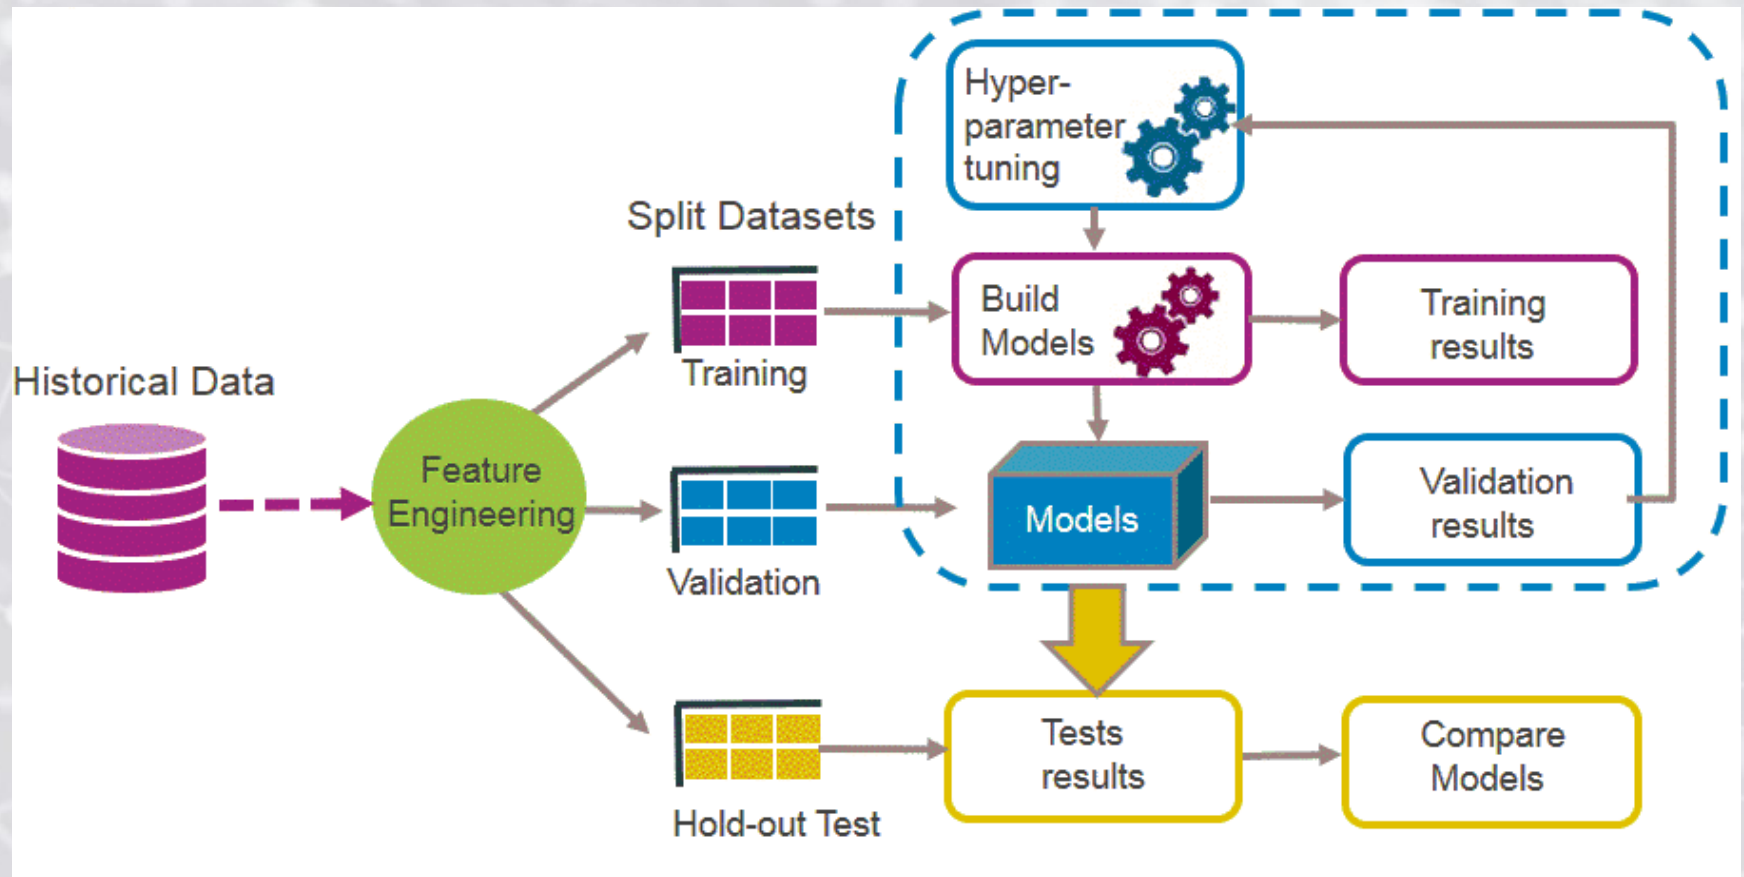 Historical Data
Feature
Engineering
Split Datasets
Training
Validation
Hold-out Test
Hyper-
parameter
tuning
Build
Models
Training
results
Models
Validation
results
Tests
results
Compare
Models